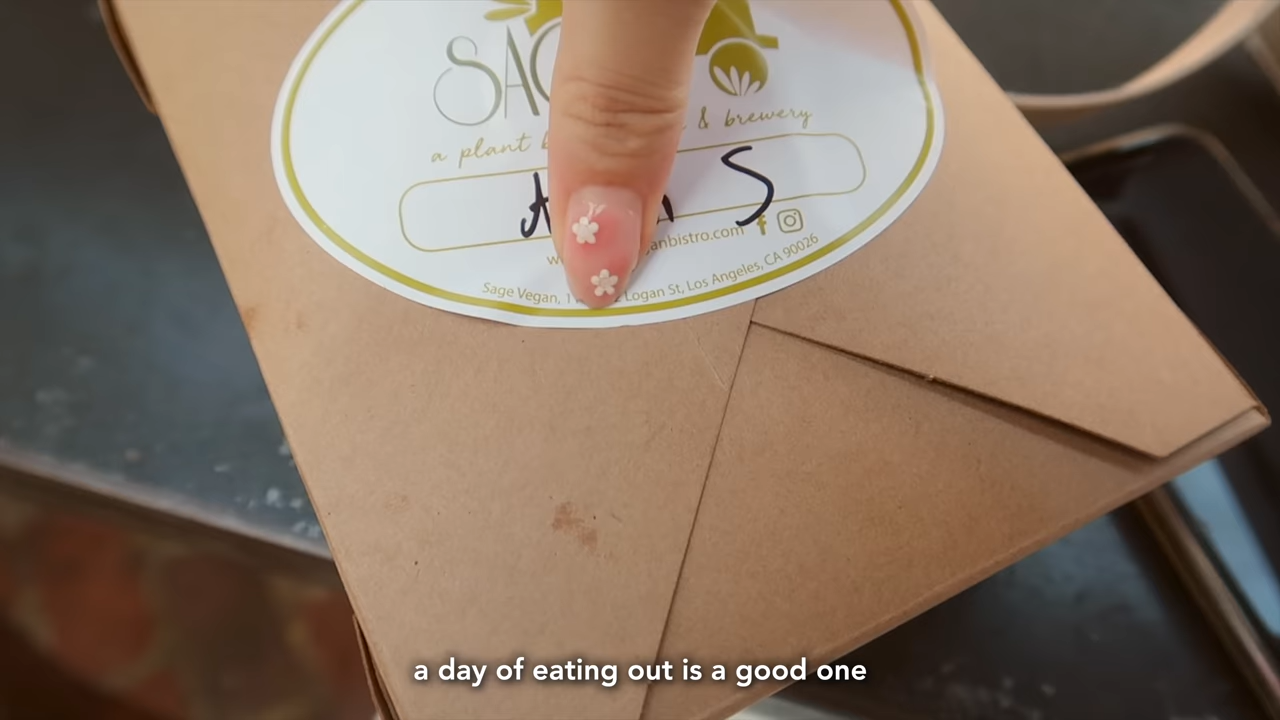 SAG
a plant & brewery
A S
anbistro.com
Sage Vegan, 1 Logan St, Los Angeles, CA 90026
a day of eating out is a good one